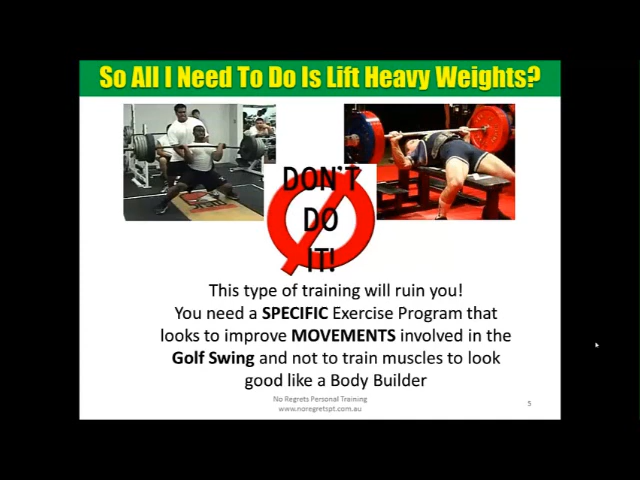 So All I Need To Do Is Lift Heavy Weights?
DON'T
DO
IT!
This type of training will ruin you!
You need a SPECIFIC Exercise Program that
looks to improve MOVEMENTS involved in the
Golf Swing and not to train muscles to look
good like a Body Builder
No Regrets Personal Training
www.noregretspt.com.au
5